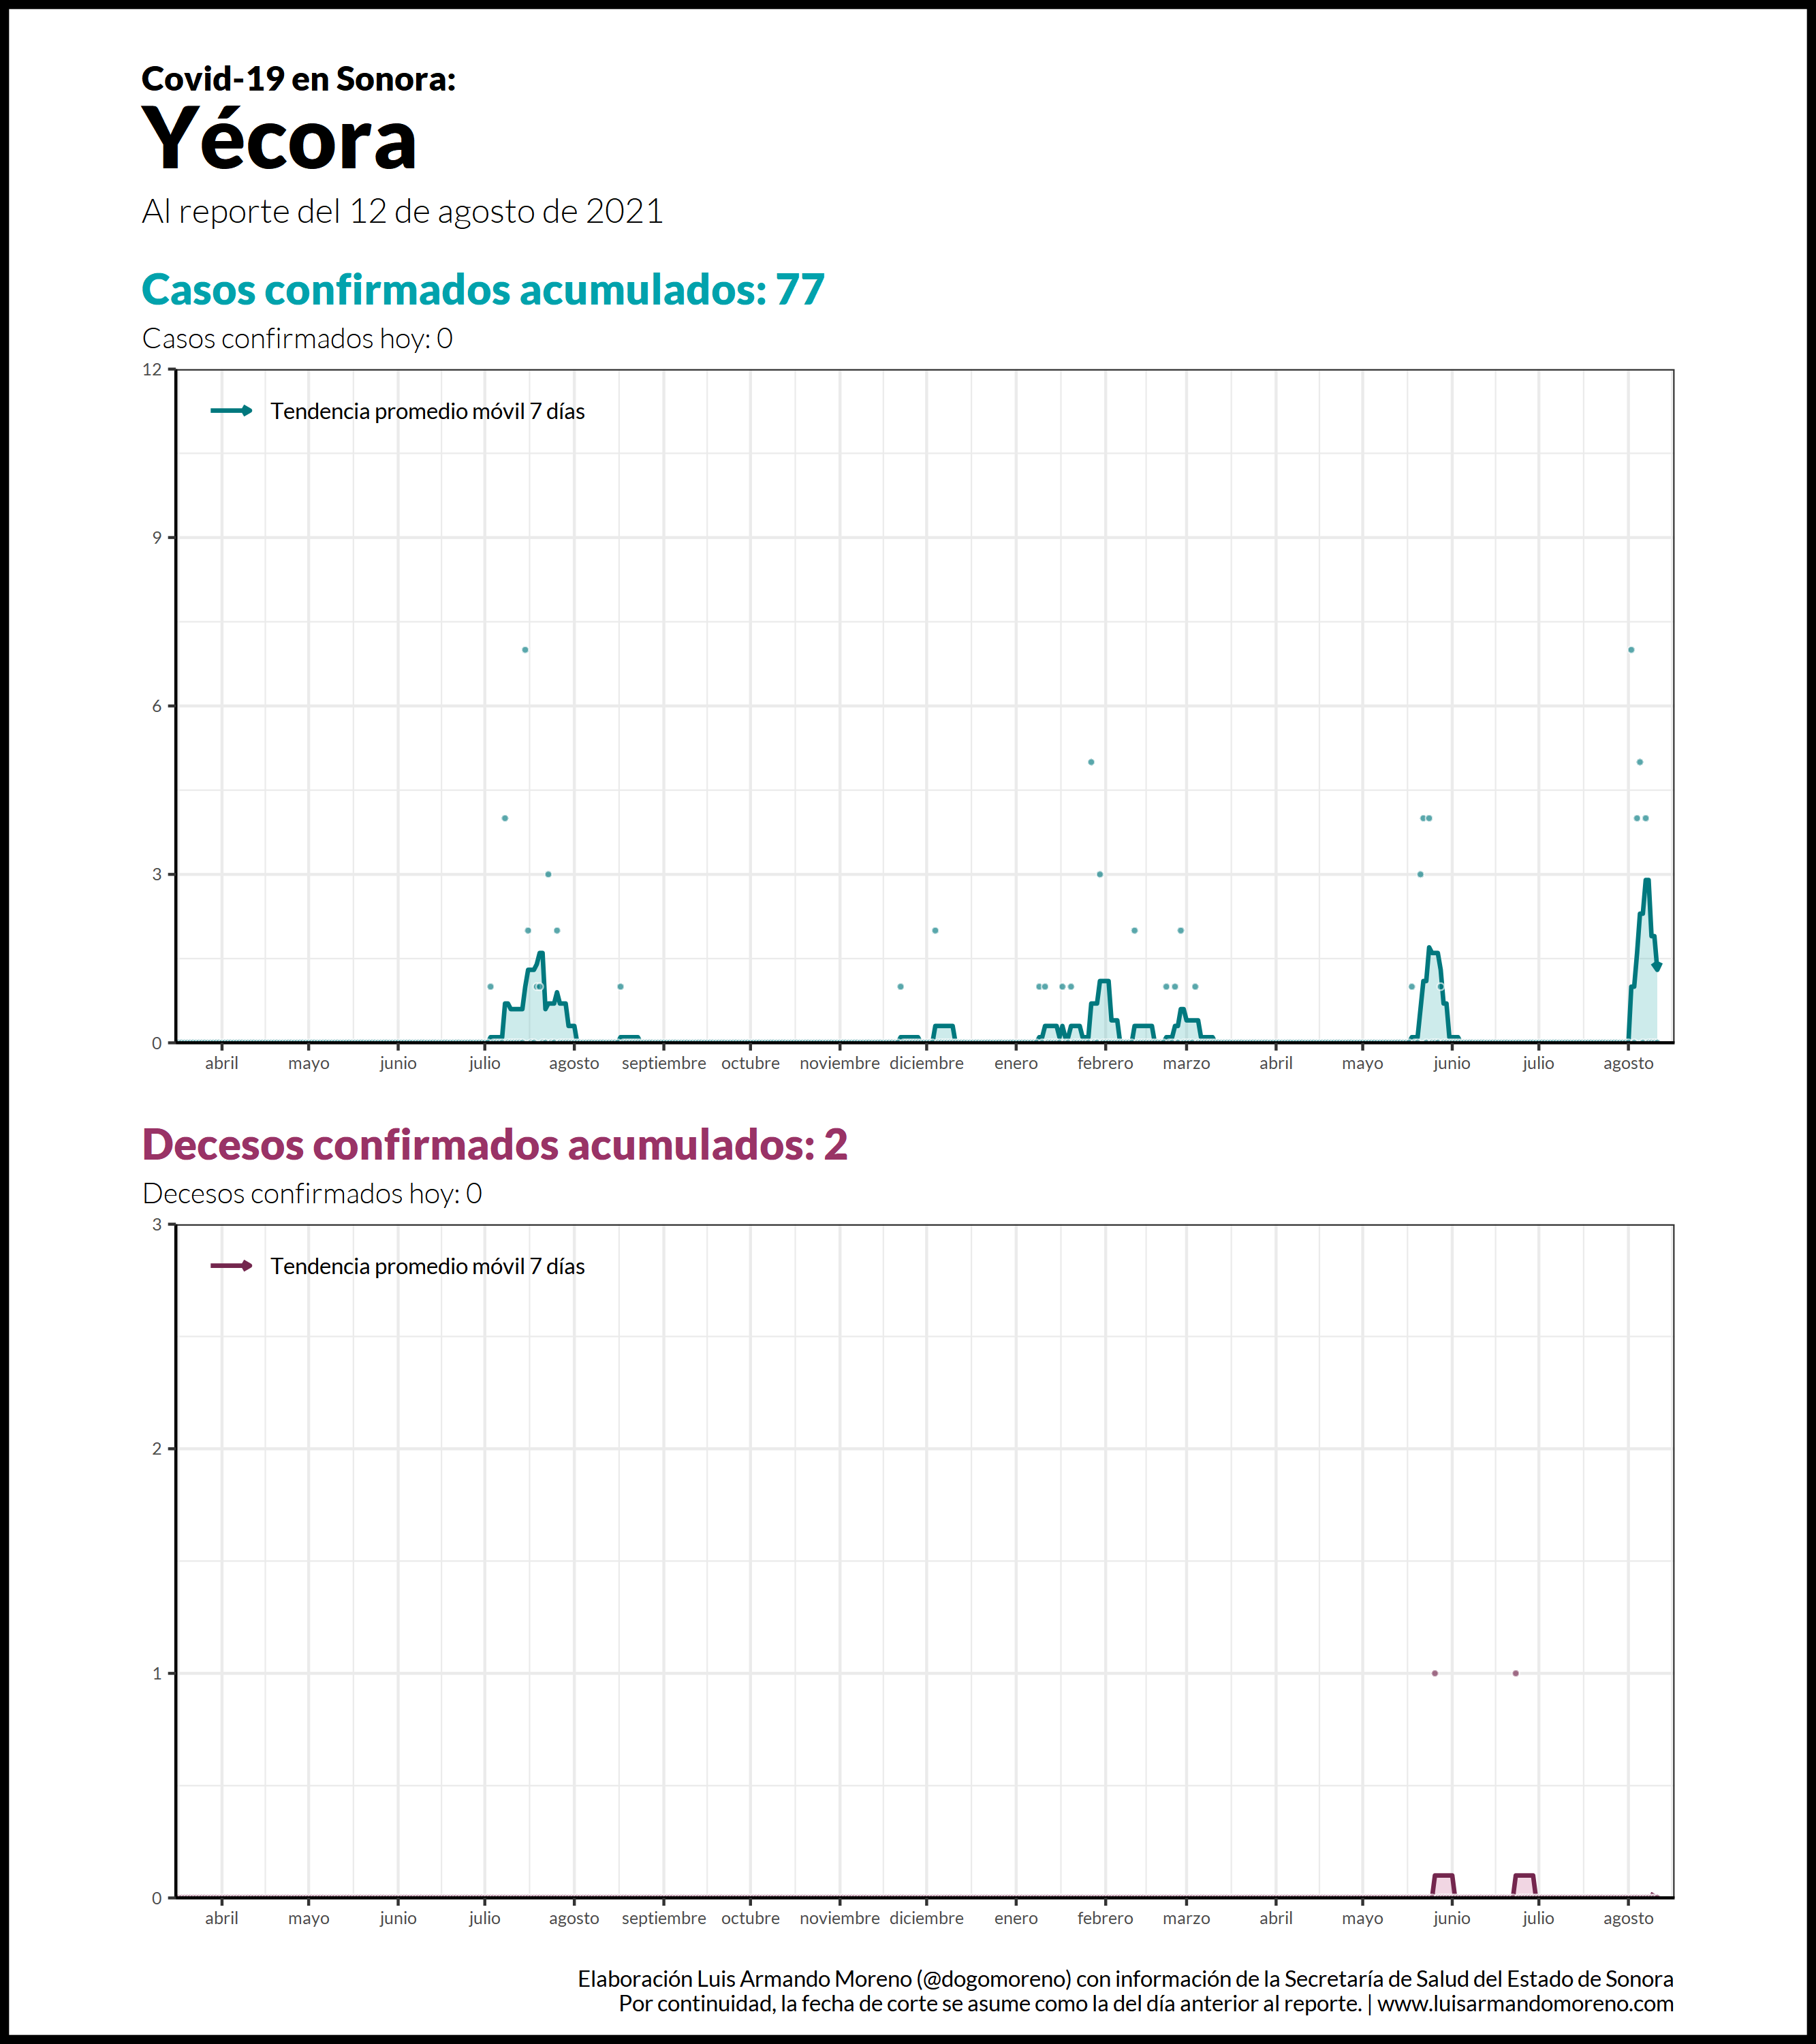 Covid-19 en Sonora:
Yécora
Al reporte del 12 de agosto de 2021
Casos confirmados acumulados: 77
Casos confirmados hoy: 0
12
Tendencia promedio móvil 7 días
9
6
3
0
abril mayo junio julio agosto septiembre octubre noviembre diciembre enero febrero marzo abril mayo junio julio agosto
Decesos confirmados acumulados: 2
Decesos confirmados hoy: 0
3
Tendencia promedio móvil 7 días
2
1
0
abril mayo junio julio agosto septiembre octubre noviembre diciembre enero febrero marzo abril mayo junio julio agosto
Elaboración Luis Armando Moreno (@dogomoreno) con información de la Secretaría de Salud del Estado de Sonora
Por continuidad, la fecha de corte se asume como la del día anterior al reporte. | www.luisarmandomoreno.com